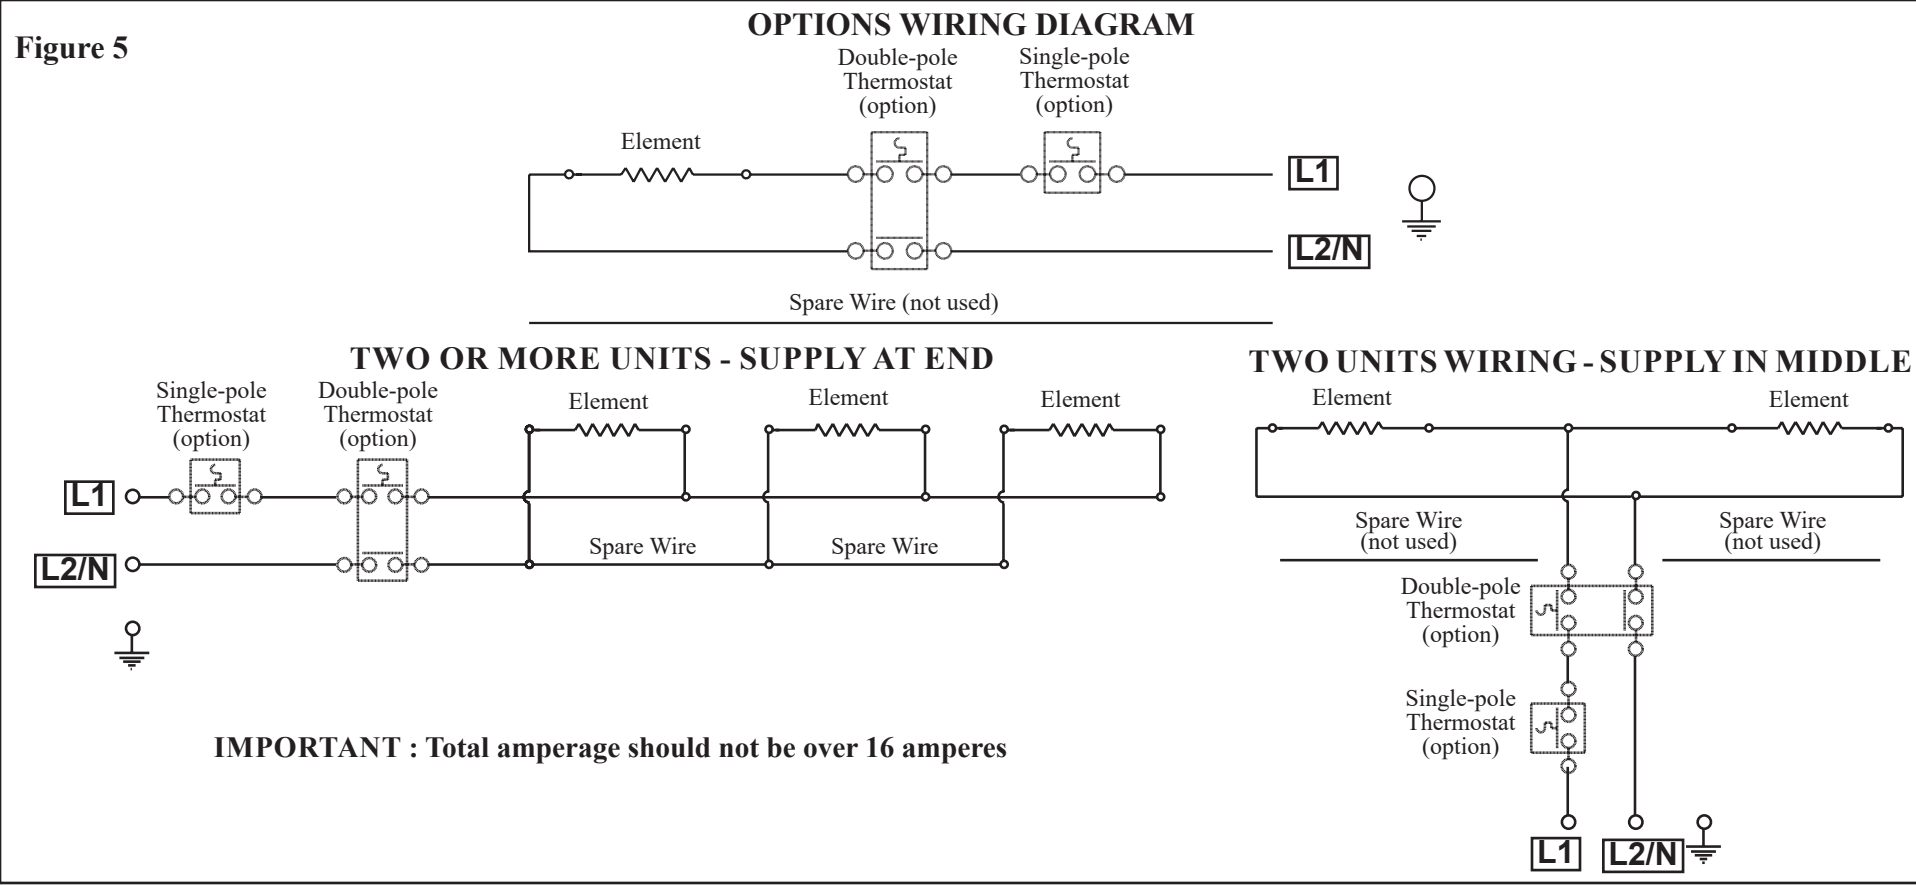 OPTIONS WIRING DIAGRAM
Figure 5
Double-pole
Thermostat
(option)
Single-pole
Thermostat
(option)
Element
L1
L2/N
Spare Wire (not used)
TWO OR MORE UNITS - SUPPLY AT END
Single-pole
Thermostat
(option)
Double-pole
Thermostat
(option)
Element
Element
Element
L1
Spare Wire
Spare Wire
L2/N
IMPORTANT : Total amperage should not be over 16 amperes
TWO UNITS WIRING - SUPPLY IN MIDDLE
Element
Element
Spare Wire
(not used)
Spare Wire
(not used)
Double-pole
Thermostat
(option)
Single-pole
Thermostat
(option)
L1
L2/N